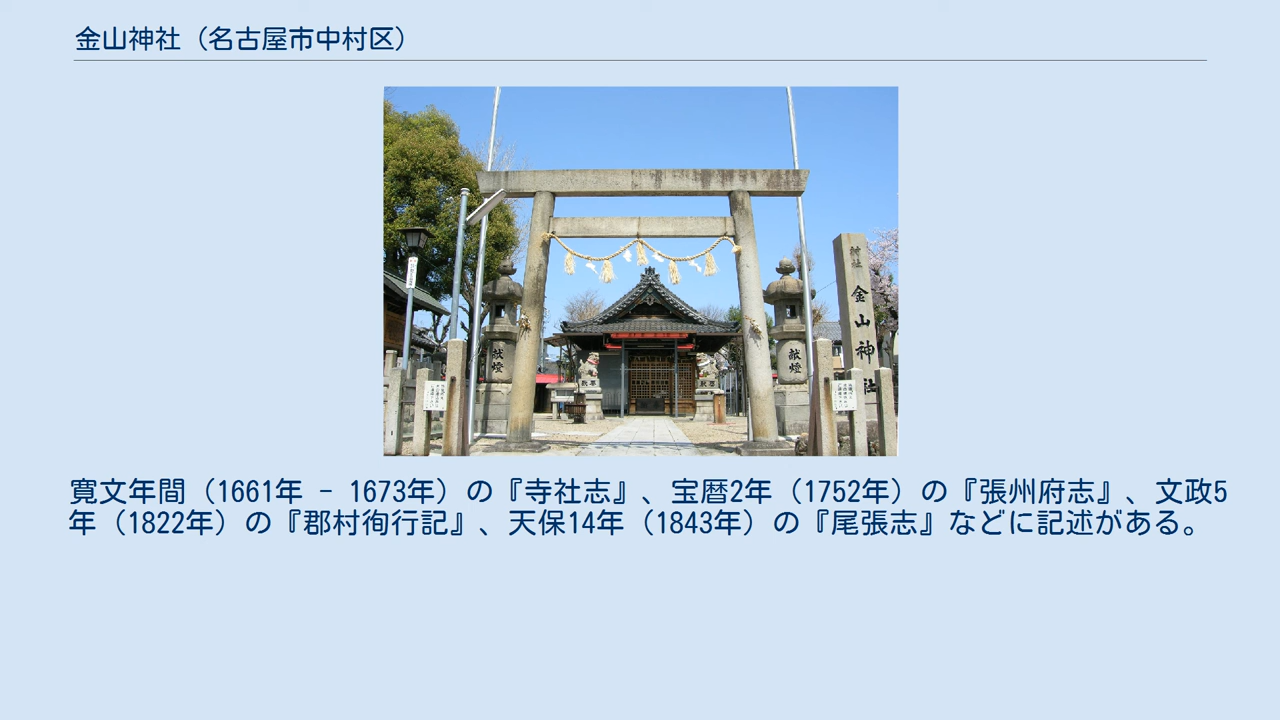 金山神社（名古屋市中村区）
神社
金山神社
献燈
献燈
寛文年間（1661年 - 1673年）の『寺社志』、宝暦2年（1752年）の『張州府志』、文政5
年（1822年）の『郡村徇行記』、天保14年（1843年）の『尾張志』などに記述がある。